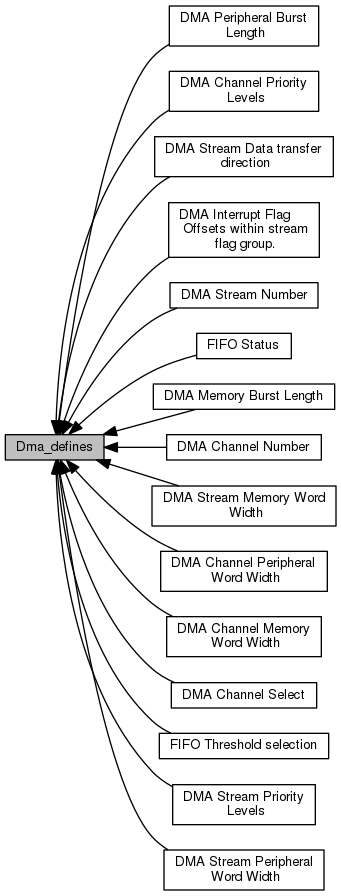 DMA Peripheral Burst
Length
DMA Channel Priority
Levels
DMA Stream Data transfer
direction
DMA Interrupt Flag
Offsets within stream
flag group.
DMA Stream Number
FIFO Status
DMA Memory Burst Length
Dma_defines
DMA Channel Number
DMA Stream Memory Word
Width
DMA Channel Peripheral
Word Width
DMA Channel Memory
Word Width
DMA Channel Select
FIFO Threshold selection
DMA Stream Priority
Levels
DMA Stream Peripheral
Word Width